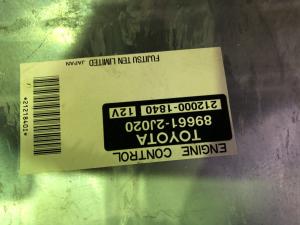 ENGINE CONTROL
TOYOTA
89661-2J020
212000-1840 12V
*21218401*
FUJITSU TEN LIMITED JAPAN